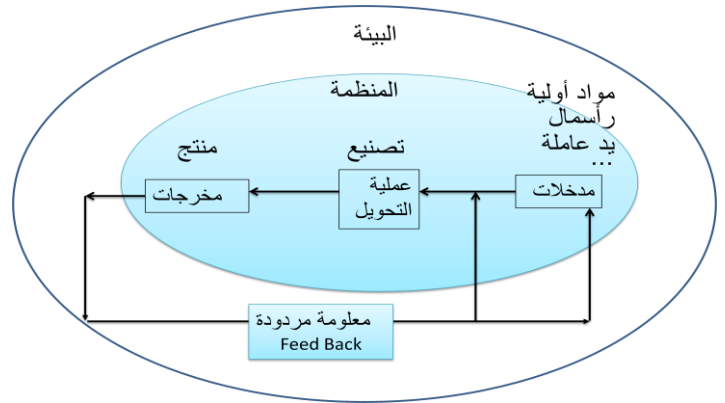 البيئة
المنظمة
مواد أولية
رأسمال
يد عاملة
...
تصنيع
منتج
مدخلات
عملية
التحويل
مخرجات
معلومة مردودة
Feed Back